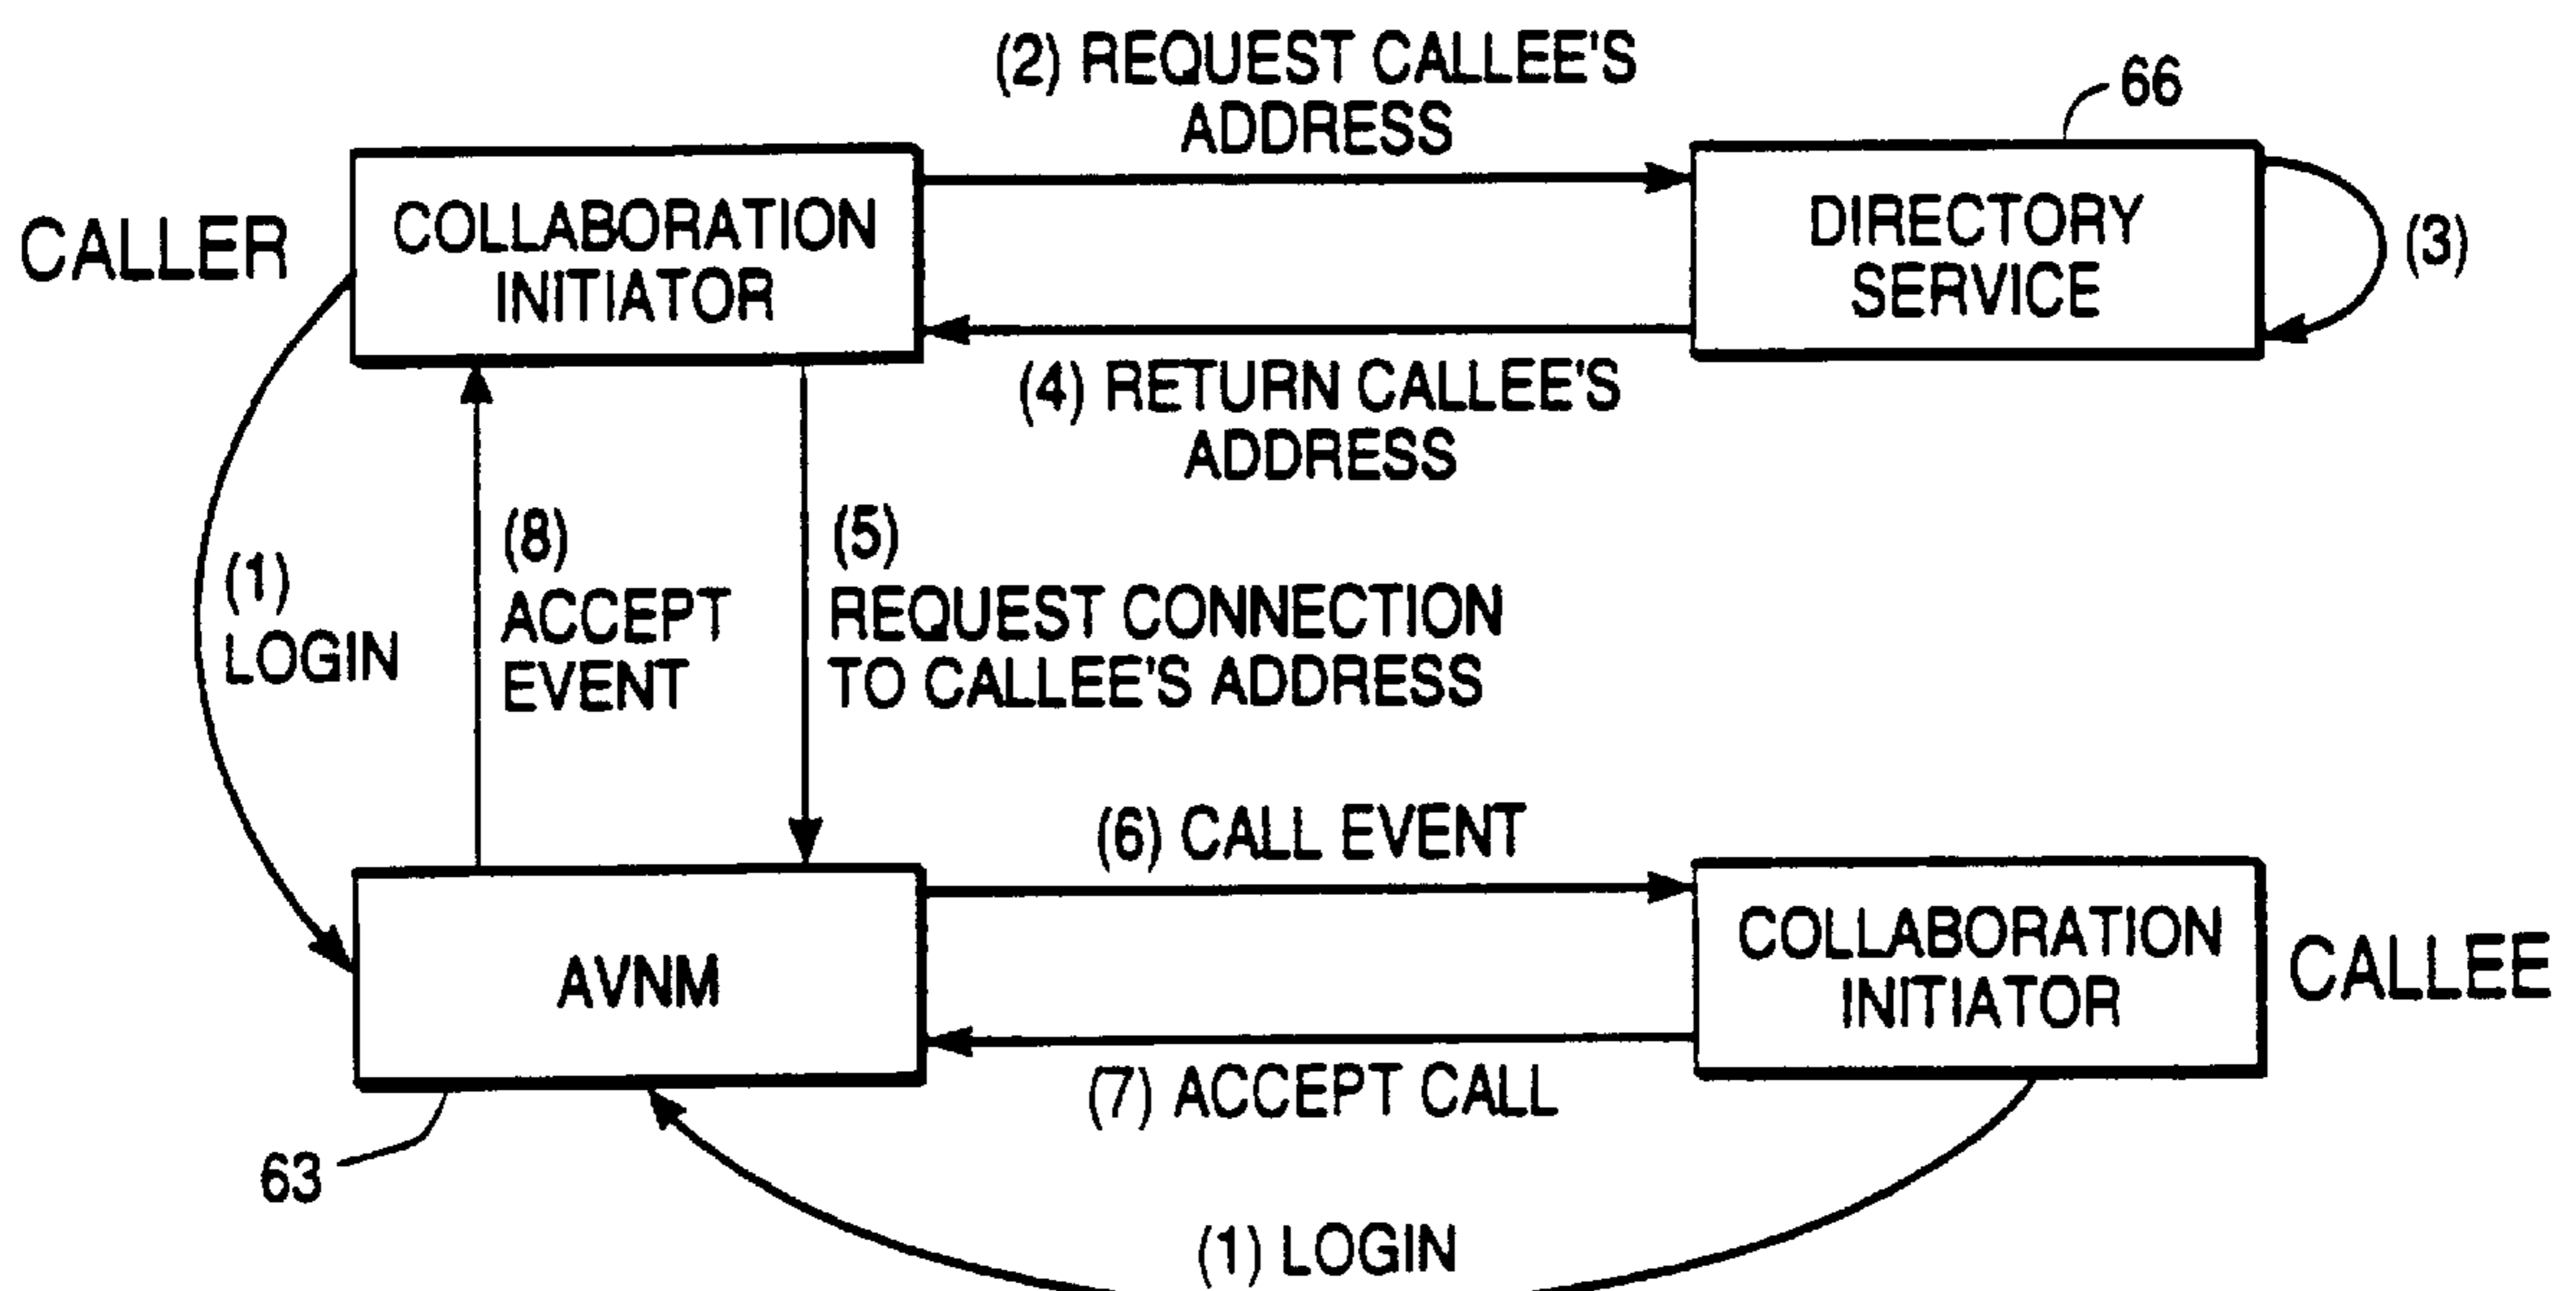 (2) REQUEST CALLEE'S
ADDRESS
66
CALLER
COLLABORATION
INITIATOR
DIRECTORY
SERVICE
(3)
(4) RETURN CALLEE'S
ADDRESS
(1)
LOGIN
(8)
ACCEPT
EVENT
(5)
REQUEST CONNECTION
TO CALLEE'S ADDRESS
(6) CALL EVENT
AVNM
COLLABORATION
INITIATOR
CALLEE
(7) ACCEPT CALL
63
(1) LOGIN